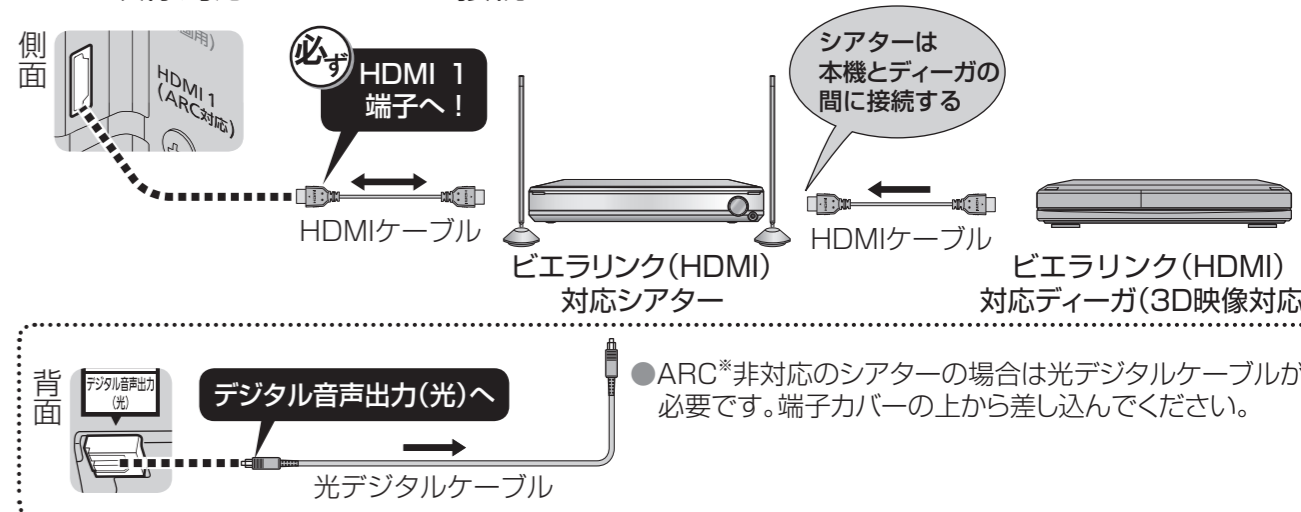 側面
HDMI 1
(ARC対応)
必ず
HDMI 1
端子へ!
シアターは
本機とディーガの
間に接続する
HDMIケーブル
HDMIケーブル
ビエラリンク(HDMI)
対応シアター
ビエラリンク(HDMI)
対応ディーガ(3D映像対応
背面
デジタル音声出力
(光)
デジタル音声出力(光)へ
光デジタルケーブル
●ARC※非対応のシアターの場合は光デジタルケーブルが
必要です。端子カバーの上から差し込んでください。